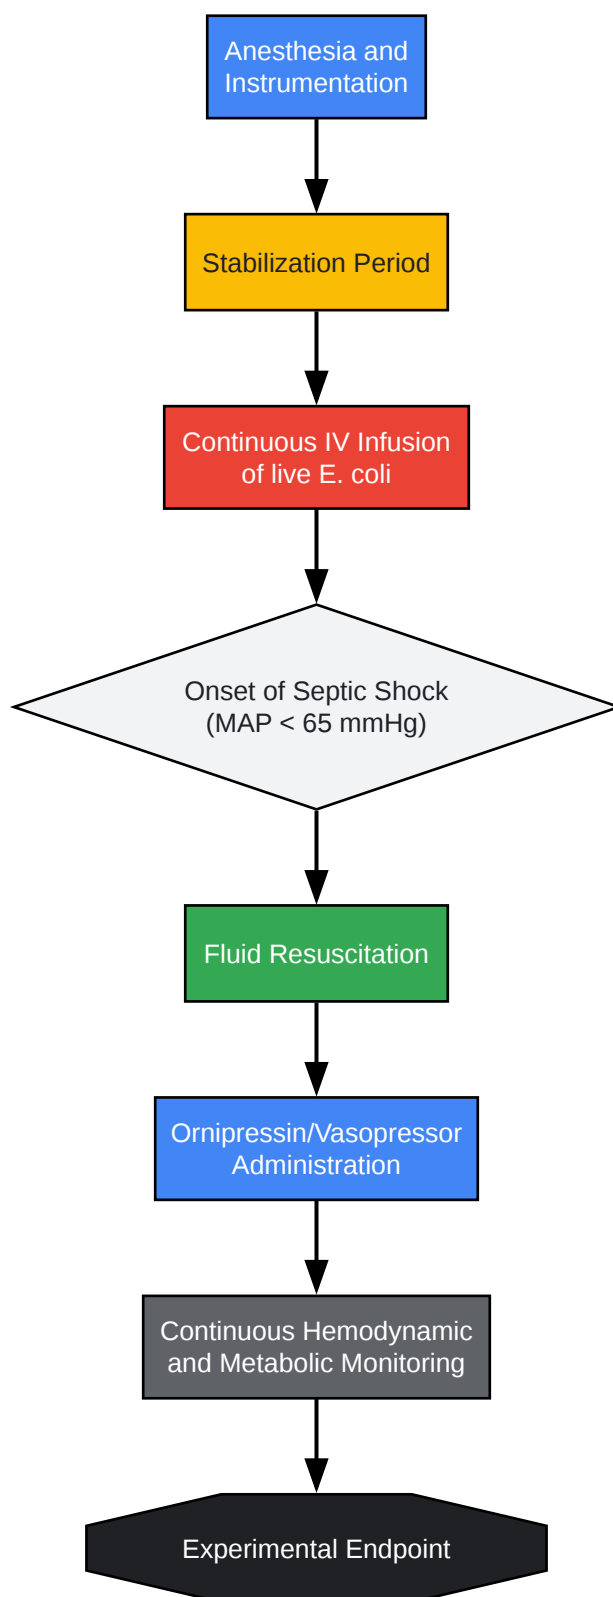 Anesthesia and
Instrumentation
Stabilization Period
Continuous IV Infusion
of live E. coli
Onset of Septic Shock
(MAP < 65 mmHg)
Fluid Resuscitation
Ornipressin/Vasopressor
Administration
Continuous Hemodynamic
and Metabolic Monitoring
Experimental Endpoint